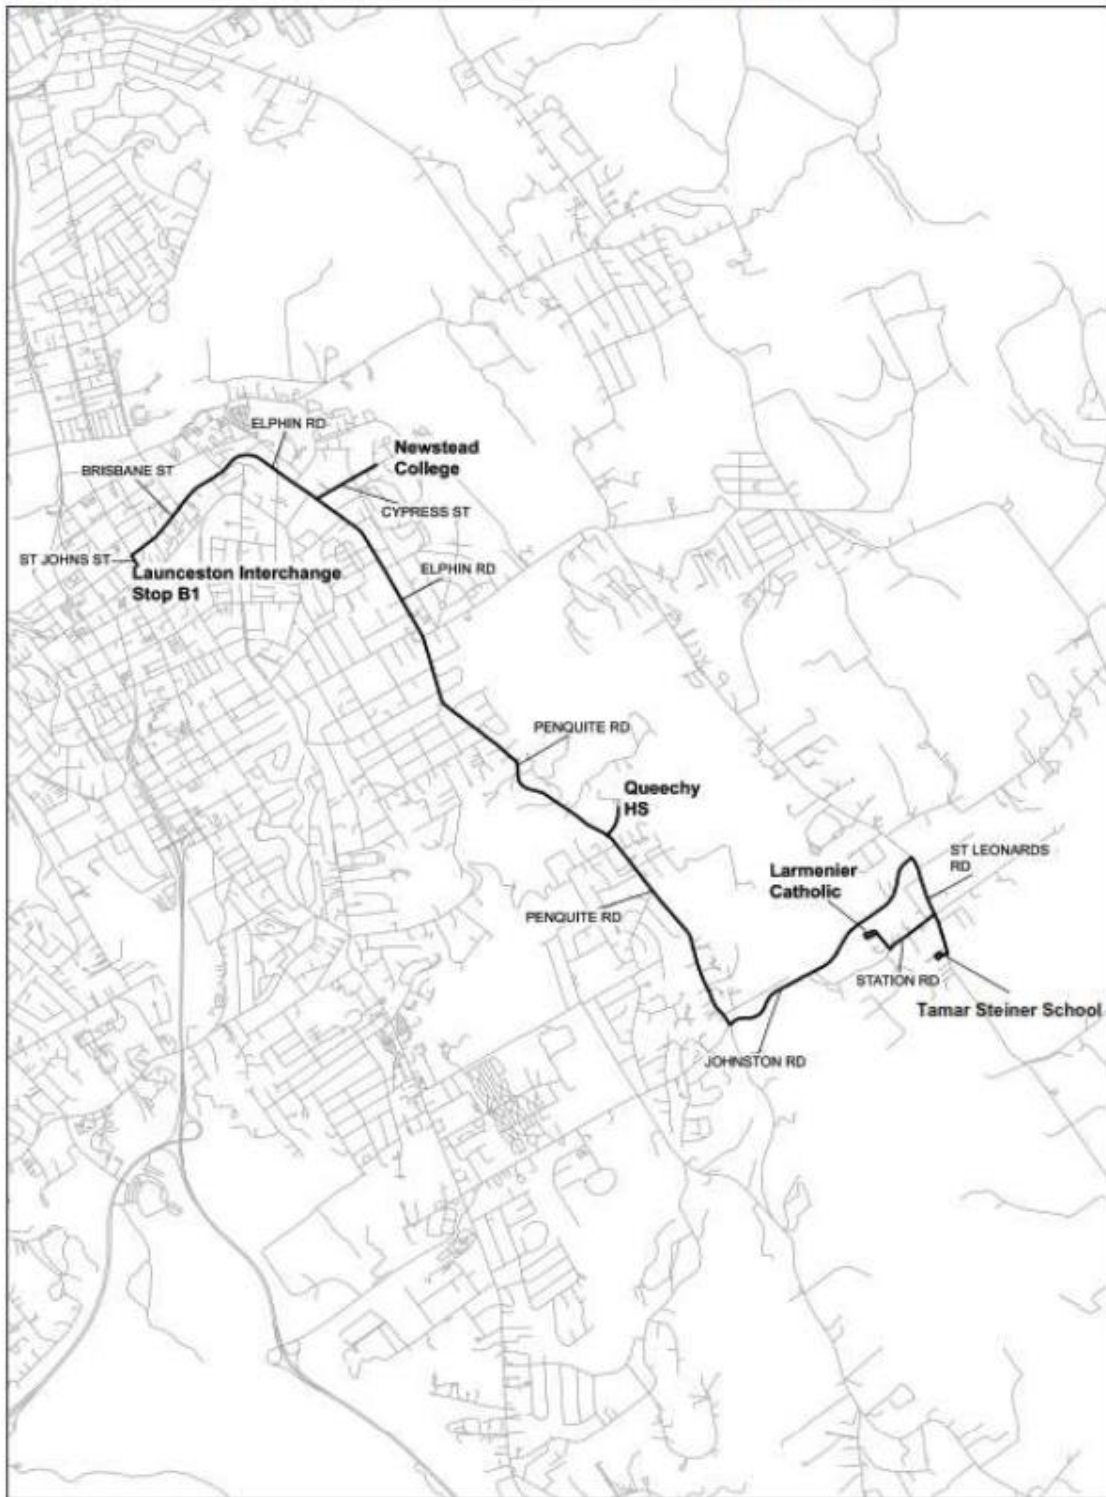 ELPHIN RD
Newstead
College
BRISBANE ST
CYPRESS ST
ST JOHNS ST
Launceston Interchange
Stop B1
ELPHIN RD
PENQUITE RD
Queechy
HS
ST LEONARDS
RD
Larmenier
Catholic
PENQUITE RD
STATION RD
Tamar Steiner School
JOHNSTON RD